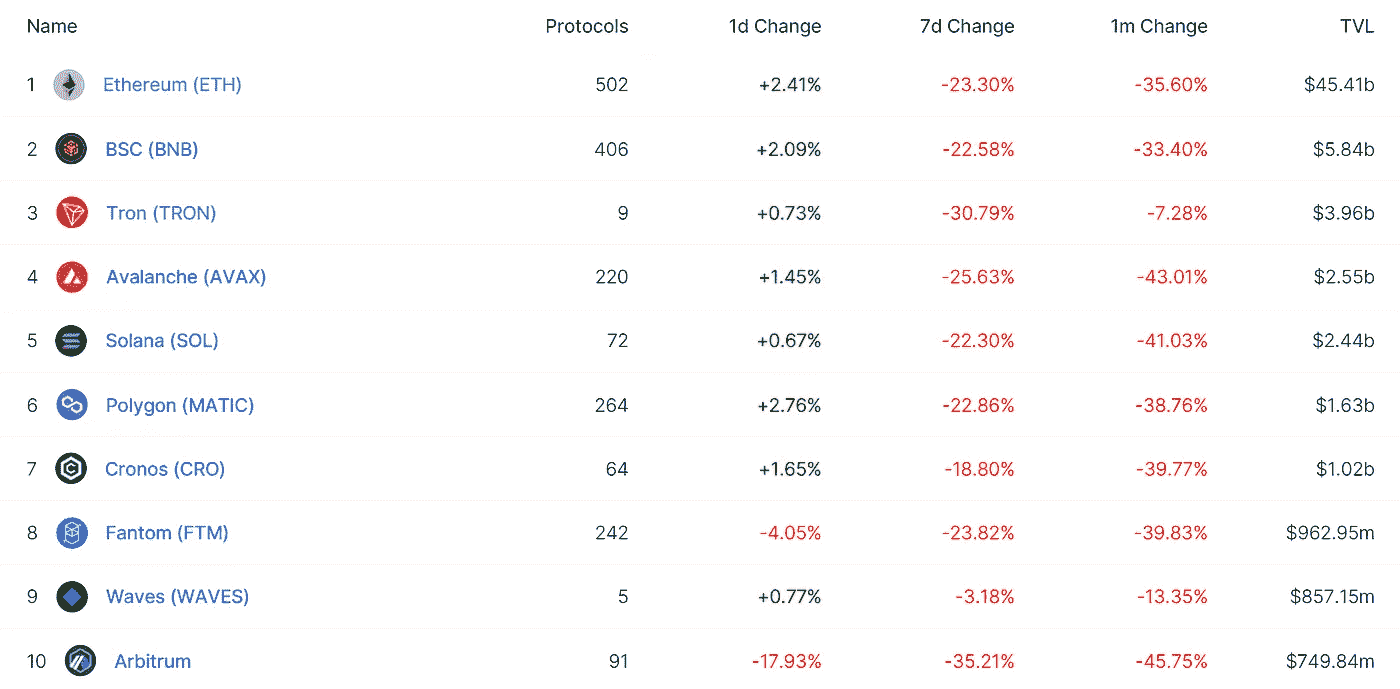 Name Protocols 1d Change 7d Change 1m Change TVL
1 Ethereum (ETH) 502 +2.41% -23.30% -35.60% $45.41b
2 BSC (BNB) 406 +2.09% -22.58% -33.40% $5.84b
3 Tron (TRON) 9 +0.73% -30.79% -7.28% $3.96b
4 Avalanche (AVAX) 220 +1.45% -25.63% -43.01% $2.55b
5 Solana (SOL) 72 +0.67% -22.30% -41.03% $2.44b
6 Polygon (MATIC) 264 +2.76% -22.86% -38.76% $1.63b
7 Cronos (CRO) 64 +1.65% -18.80% -39.77% $1.02b
8 Fantom (FTM) 242 -4.05% -23.82% -39.83% $962.95m
9 Waves (WAVES) 5 +0.77% -3.18% -13.35% $857.15m
10 Arbitrum 91 -17.93% -35.21% -45.75% $749.84m